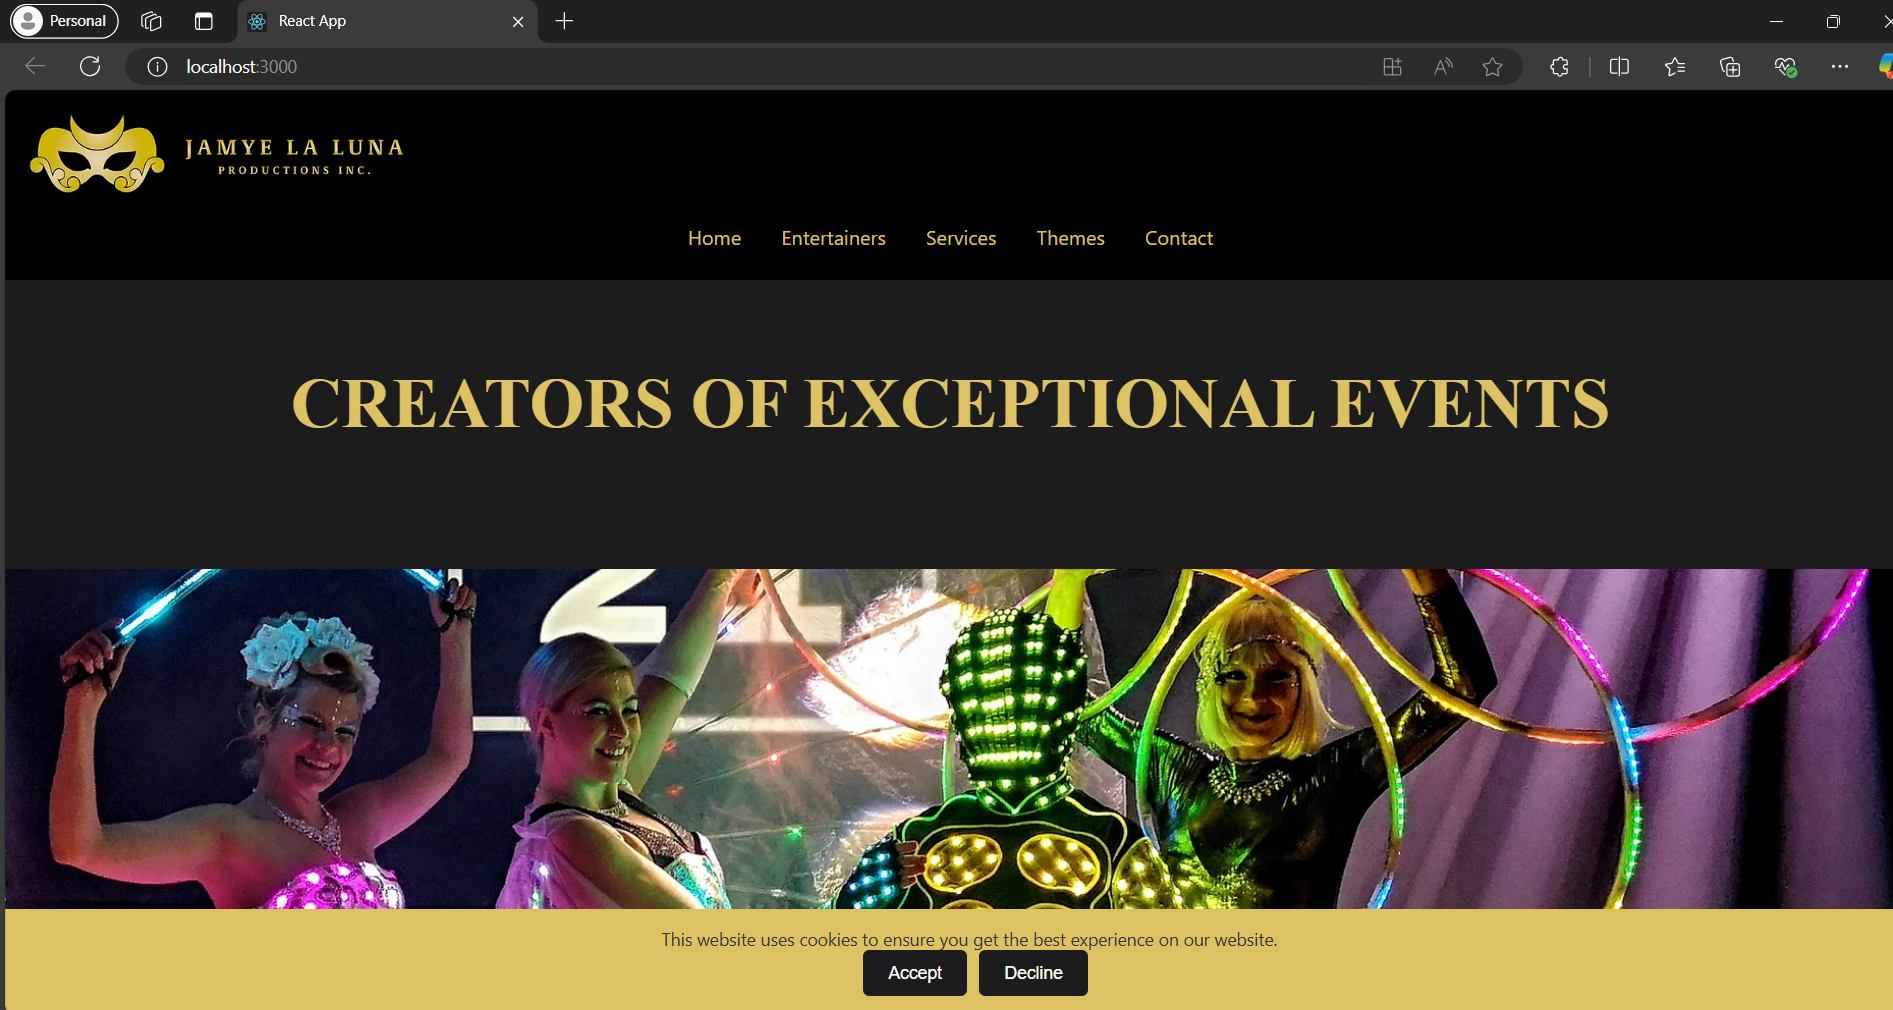 Personal
React App
localhost:3000
JAMYE LA LUNA
PRODUCTIONS INC.
Home Entertainers Services Themes Contact
CREATORS OF EXCEPTIONAL EVENTS
This website uses cookies to ensure you get the best experience on our website.
Accept Decline